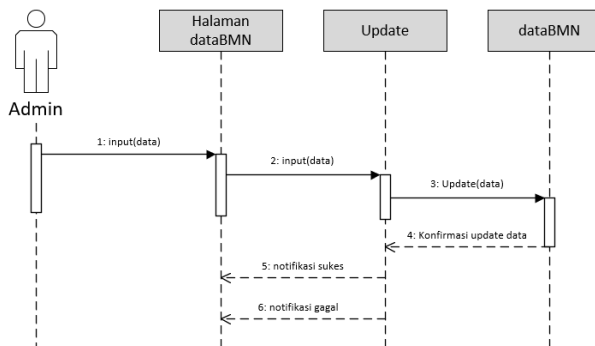 Halaman
dataBMN
Update
dataBMN
Admin
1: input(data)
2: input(data)
3: Update(data)
4: Konfirmasi update data
5: notifikasi sukes
6: notifikasi gagal